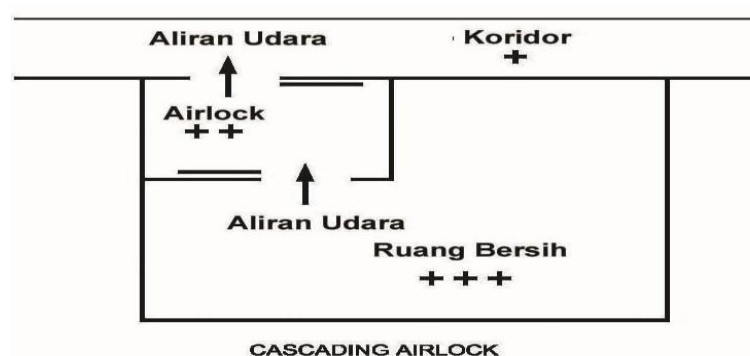 Aliran Udara
Koridor
+
Airlock
++
Aliran Udara
Ruang Bersih
+++
CASCADING AIRLOCK